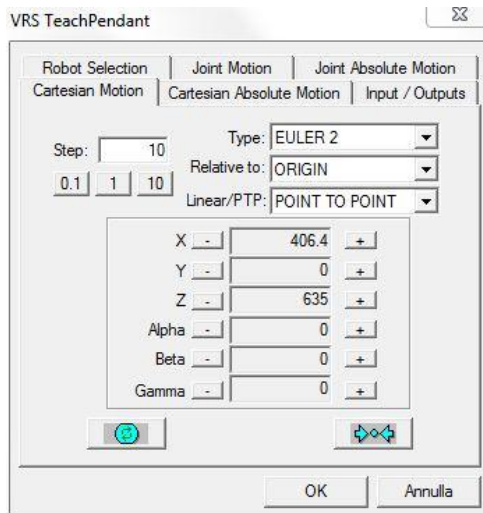 VRS TeachPendant
Robot Selection Joint Motion Joint Absolute Motion
Cartesian Motion Cartesian Absolute Motion Input / Outputs
Type: EULER 2
Step: 10
Relative to: ORIGIN
0.1 1 10
Linear/PTP: POINT TO POINT
X - 406.4 +
Y - 0 +
Z - 635 +
Alpha - 0 +
Beta - 0 +
Gamma - 0 +
OK Annulla